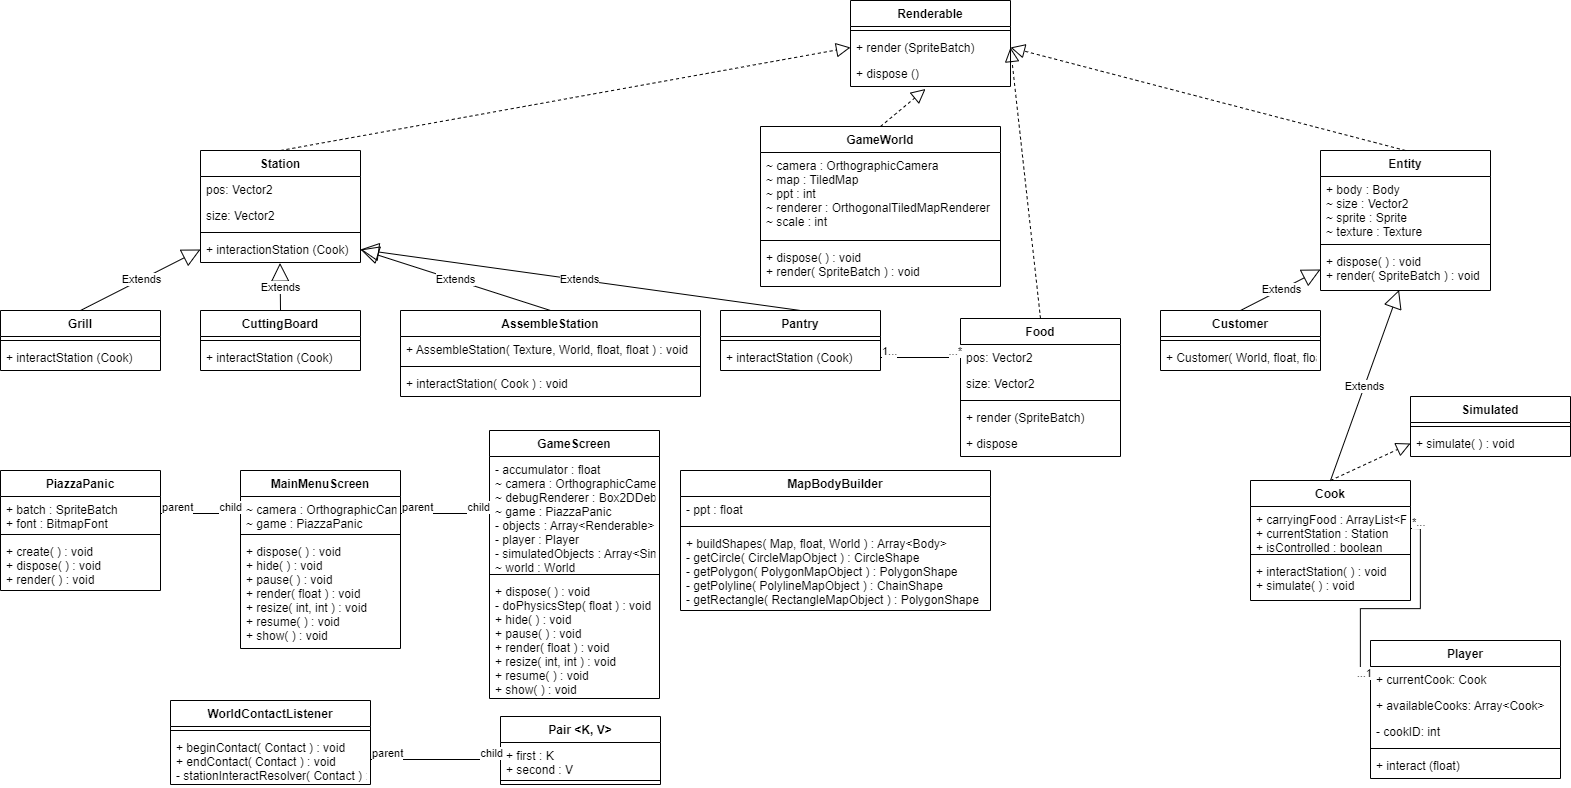 Renderable
+ render (SpriteBatch)
+ dispose ()
Station
pos: Vector2
size: Vector2
+ interactionStation (Cook)
GameWorld
~ camera : OrthographicCamera
~ map : TiledMap
~ ppt : int
~ renderer : OrthogonalTiledMapRenderer
~ scale : int
+ dispose( ) : void
+ render( SpriteBatch ) : void
Entity
+ body : Body
~ size : Vector2
~ sprite : Sprite
~ texture : Texture
+ dispose( ) : void
+ render( SpriteBatch ) : void
Extends
Extends
Extends
Extends
Extends
Grill
+ interactStation (Cook)
CuttingBoard
+ interactStation (Cook)
AssembleStation
+ AssembleStation( Texture, World, float, float ) : void
+ interactStation( Cook ) : void
Pantry
+ interactStation (Cook)
1...
...*
Food
pos: Vector2
size: Vector2
+ render (SpriteBatch)
+ dispose
Customer
+ Customer( World, float, floa
Extends
Simulated
+ simulate( ) : void
PiazzaPanic
+ batch : SpriteBatch
+ font : BitmapFont
+ create( ) : void
+ dispose( ) : void
+ render( ) : void
parent
child
MainMenuScreen
~ camera : OrthographicCam
~ game : PiazzaPanic
+ dispose( ) : void
+ hide( ) : void
+ pause( ) : void
+ render( float ) : void
+ resize( int, int ) : void
+ resume( ) : void
+ show( ) : void
parent
child
GameScreen
- accumulator : float
~ camera : OrthographicCame
~ debugRenderer : Box2DDeb
~ game : PiazzaPanic
- objects : Array<Renderable>
- player : Player
- simulatedObjects : Array<Sin
~ world : World
+ dispose( ) : void
- doPhysicsStep( float ) : void
+ hide( ) : void
+ pause( ) : void
+ render( float ) : void
+ resize( int, int ) : void
+ resume( ) : void
+ show( ) : void
MapBodyBuilder
- ppt : float
+ buildShapes( Map, float, World ) : Array<Body>
- getCircle( CircleMapObject ) : CircleShape
- getPolygon( PolygonMapObject ) : PolygonShape
- getPolyline( PolylineMapObject ) : ChainShape
- getRectangle( RectangleMapObject ) : PolygonShape
Cook
+ carryingFood : ArrayList<F
+ currentStation : Station
+ isControlled : boolean
+ interactStation( ) : void
+ simulate( ) : void
*...
...1
Player
+ currentCook: Cook
+ availableCooks: Array<Cook>
- cookID: int
+ interact (float)
WorldContactListener
+ beginContact( Contact ) : void
+ endContact( Contact ) : void
- stationInteractResolver( Contact )
parent
child
Pair <K, V>
+ first : K
+ second : V